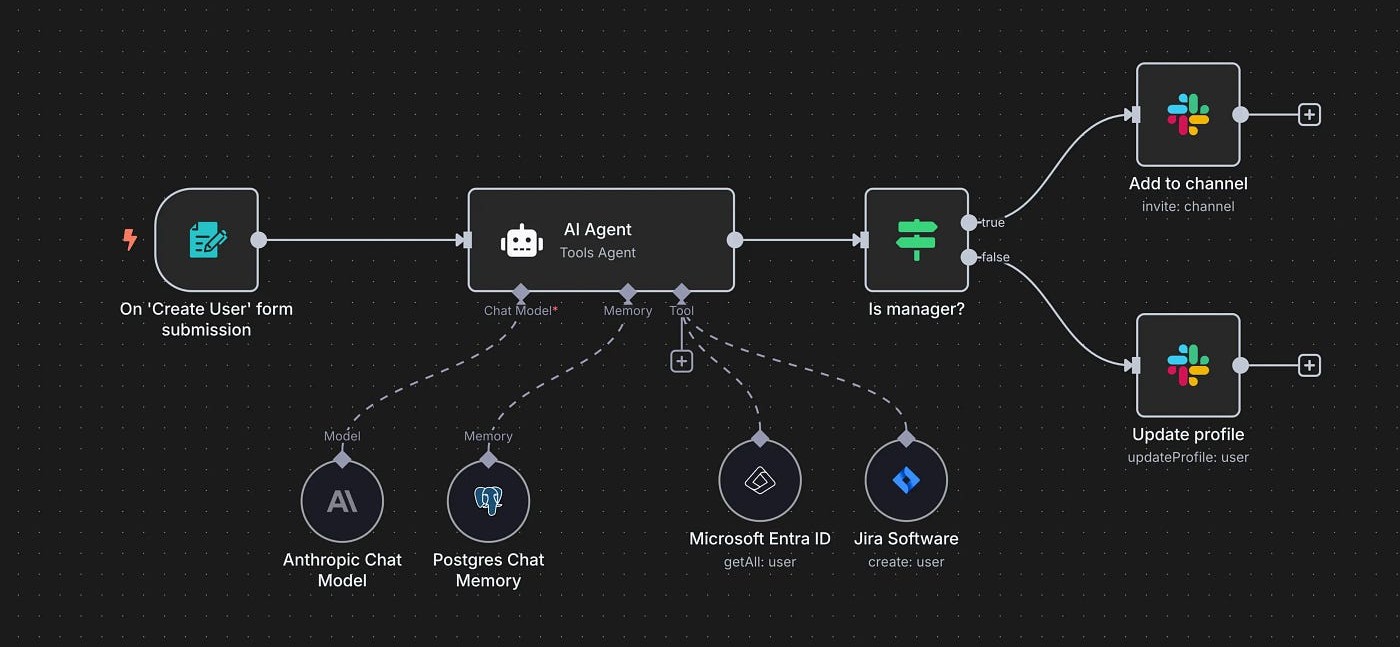 Add to channel
invite: channel
AI Agent
Tools Agent
true
false
On 'Create User' form
submission
Chat Model*
Memory
Tool
Is manager?
Model
Memory
Update profile
updateProfile: user
Anthropic Chat
Model
Postgres Chat
Memory
Microsoft Entra ID
getAll: user
Jira Software
create: user